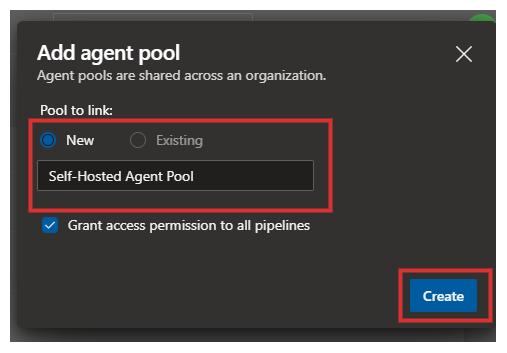 Add agent pool
Agent pools are shared across an organization.
Pool to link:
New Existing
Self-Hosted Agent Pool
Grant access permission to all pipelines
Create